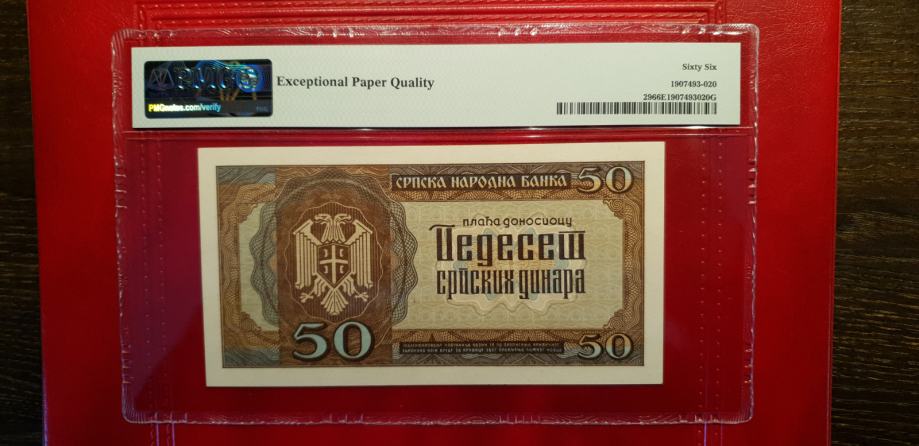 PMG
PMGnotes.com/verify
Exceptional Paper Quality
Sixty Six
1907493-020
2966E1907493020G
СРПСКА НАРОДНА БАНКА 50
плаћа доносиоцу
Педесет
српских динара
50
50